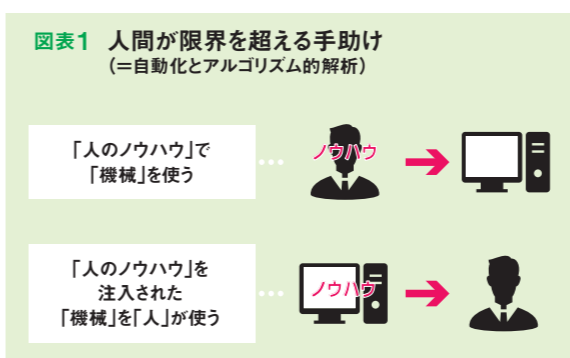 図表1 人間が限界を超える手助け
（＝自動化とアルゴリズム的解析）
「人のノウハウ」で
「機械」を使う
ノウハウ
「人のノウハウ」を
注入された
「機械」を「人」が使う
ノウハウ